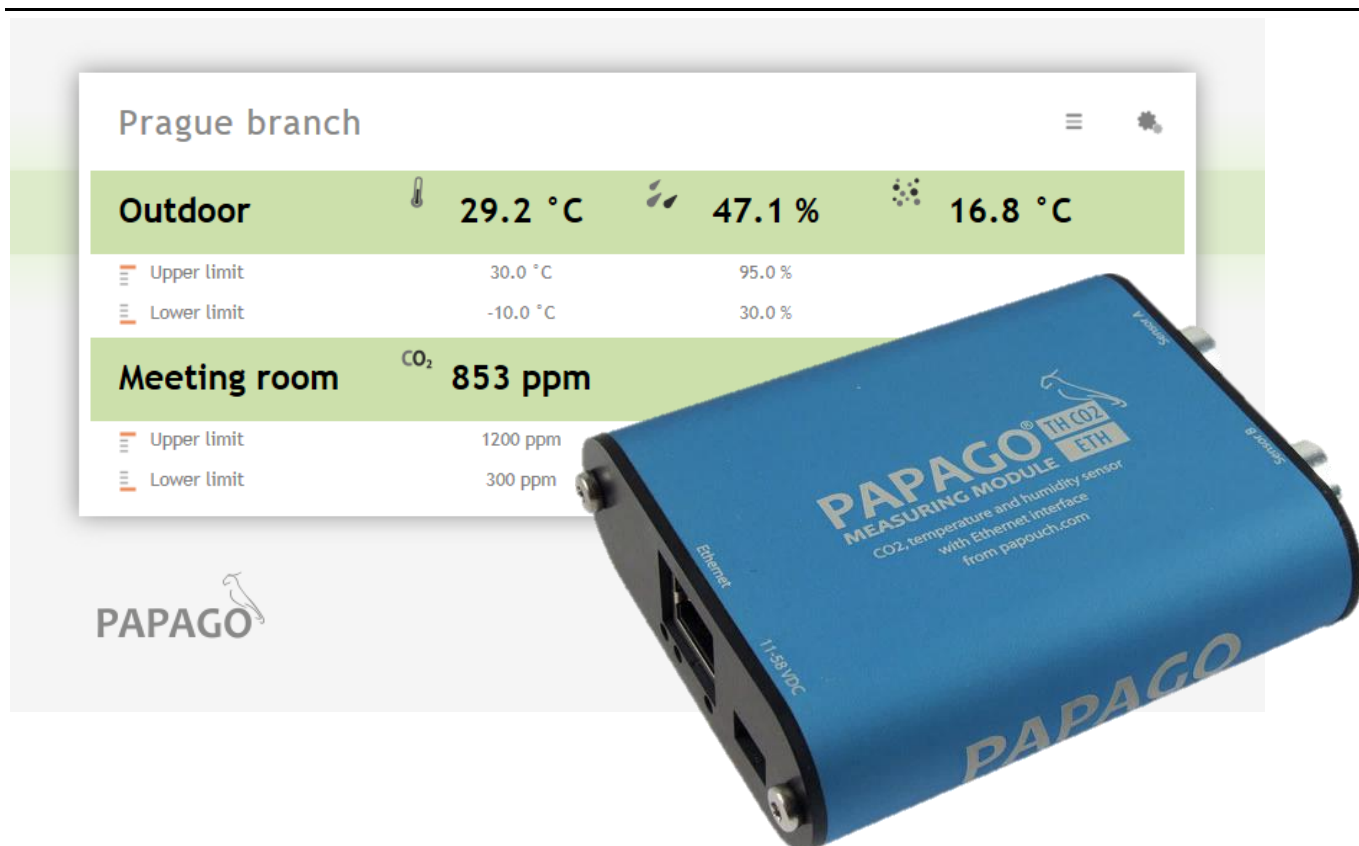 Prague branch
Outdoor 29.2 °C 47.1 % 16.8 °C
Upper limit 30.0 °C 95.0 %
Lower limit -10.0 °C 30.0 %
Meeting room CO₂ 853 ppm
Upper limit 1200 ppm
Lower limit 300 ppm
PAPAGO
Sensor A
Sensor B
PAPAGO® TH CO2
ETH
MEASURING MODULE
CO2, temperature and humidity sensor
with Ethernet interface
from papouch.com
Ethernet
11-58 VDC
PAPAGO